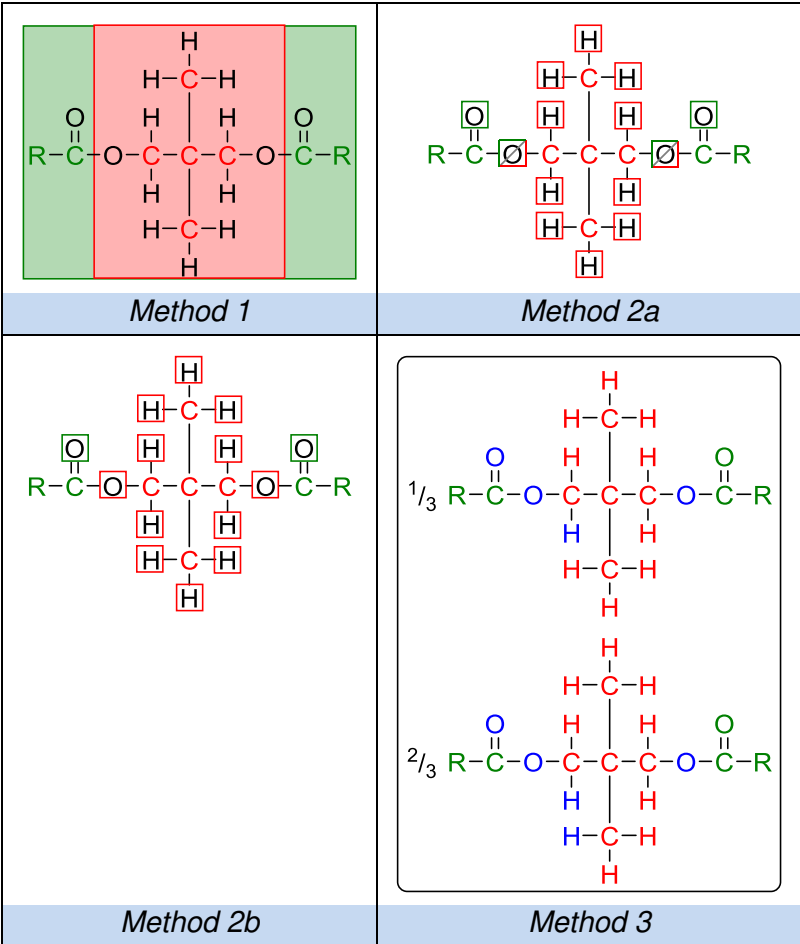 H
H–C–H
O H H O
R–C–O–C–C–C–O–C–R
H H
H–C–H
H
Method 1
H
H–C–H
O H H O
R–C–O–C–C–C–O–C–R
H H
H–C–H
H
Method 2a
H
H–C–H
O H H O
R–C–O–C–C–C–O–C–R
H H
H–C–H
H
Method 2b
H
H–C–H
O H H O
1/3 R–C–O–C–C–C–O–C–R
H H
H–C–H
H
H
H–C–H
O H H O
2/3 R–C–O–C–C–C–O–C–R
H H
H–C–H
H
Method 3